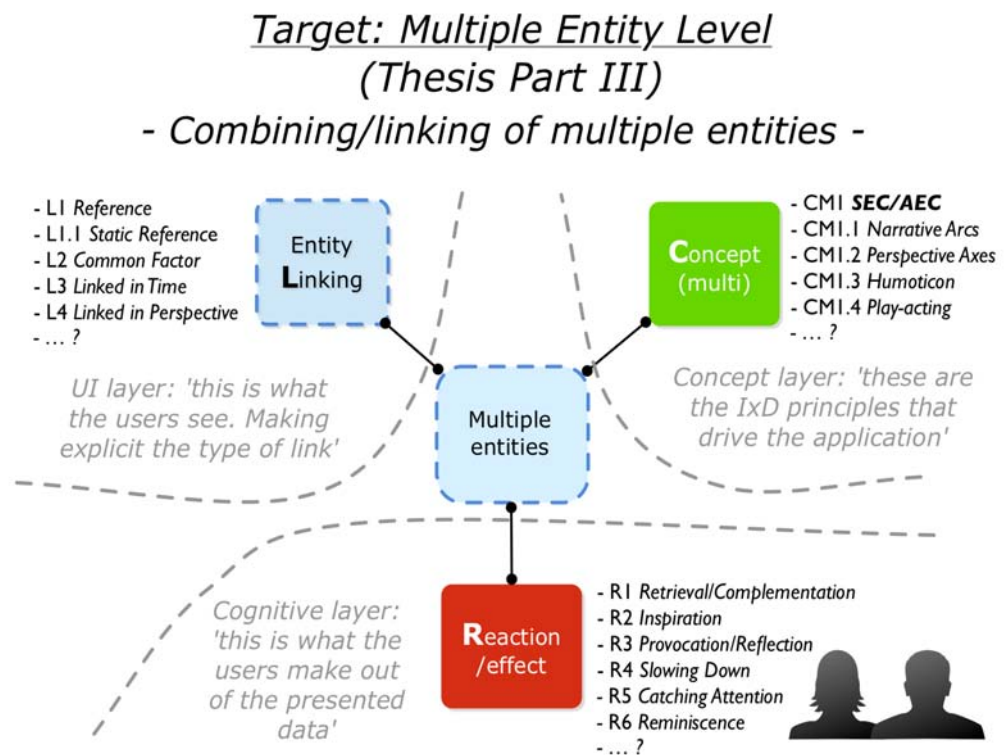 Target: Multiple Entity Level
(Thesis Part III)
- Combining/linking of multiple entities -
- L1 Reference
- L1.1 Static Reference
- L2 Common Factor
- L3 Linked in Time
- L4 Linked in Perspective
- ... ?
Entity
Linking
Concept
(multi)
- CM1 SEC/AEC
- CM1.1 Narrative Arcs
- CM1.2 Perspective Axes
- CM1.3 Humoticon
- CM1.4 Play-acting
- ... ?
UI layer: 'this is what
the users see. Making
explicit the type of link'
Multiple
entities
Concept layer: 'these are
the IxD principles that
drive the application'
Cognitive layer:
'this is what the
users make out
of the presented
data'
Reaction
/effect
- R1 Retrieval/Complementation
- R2 Inspiration
- R3 Provocation/Reflection
- R4 Slowing Down
- R5 Catching Attention
- R6 Reminiscence
- ... ?